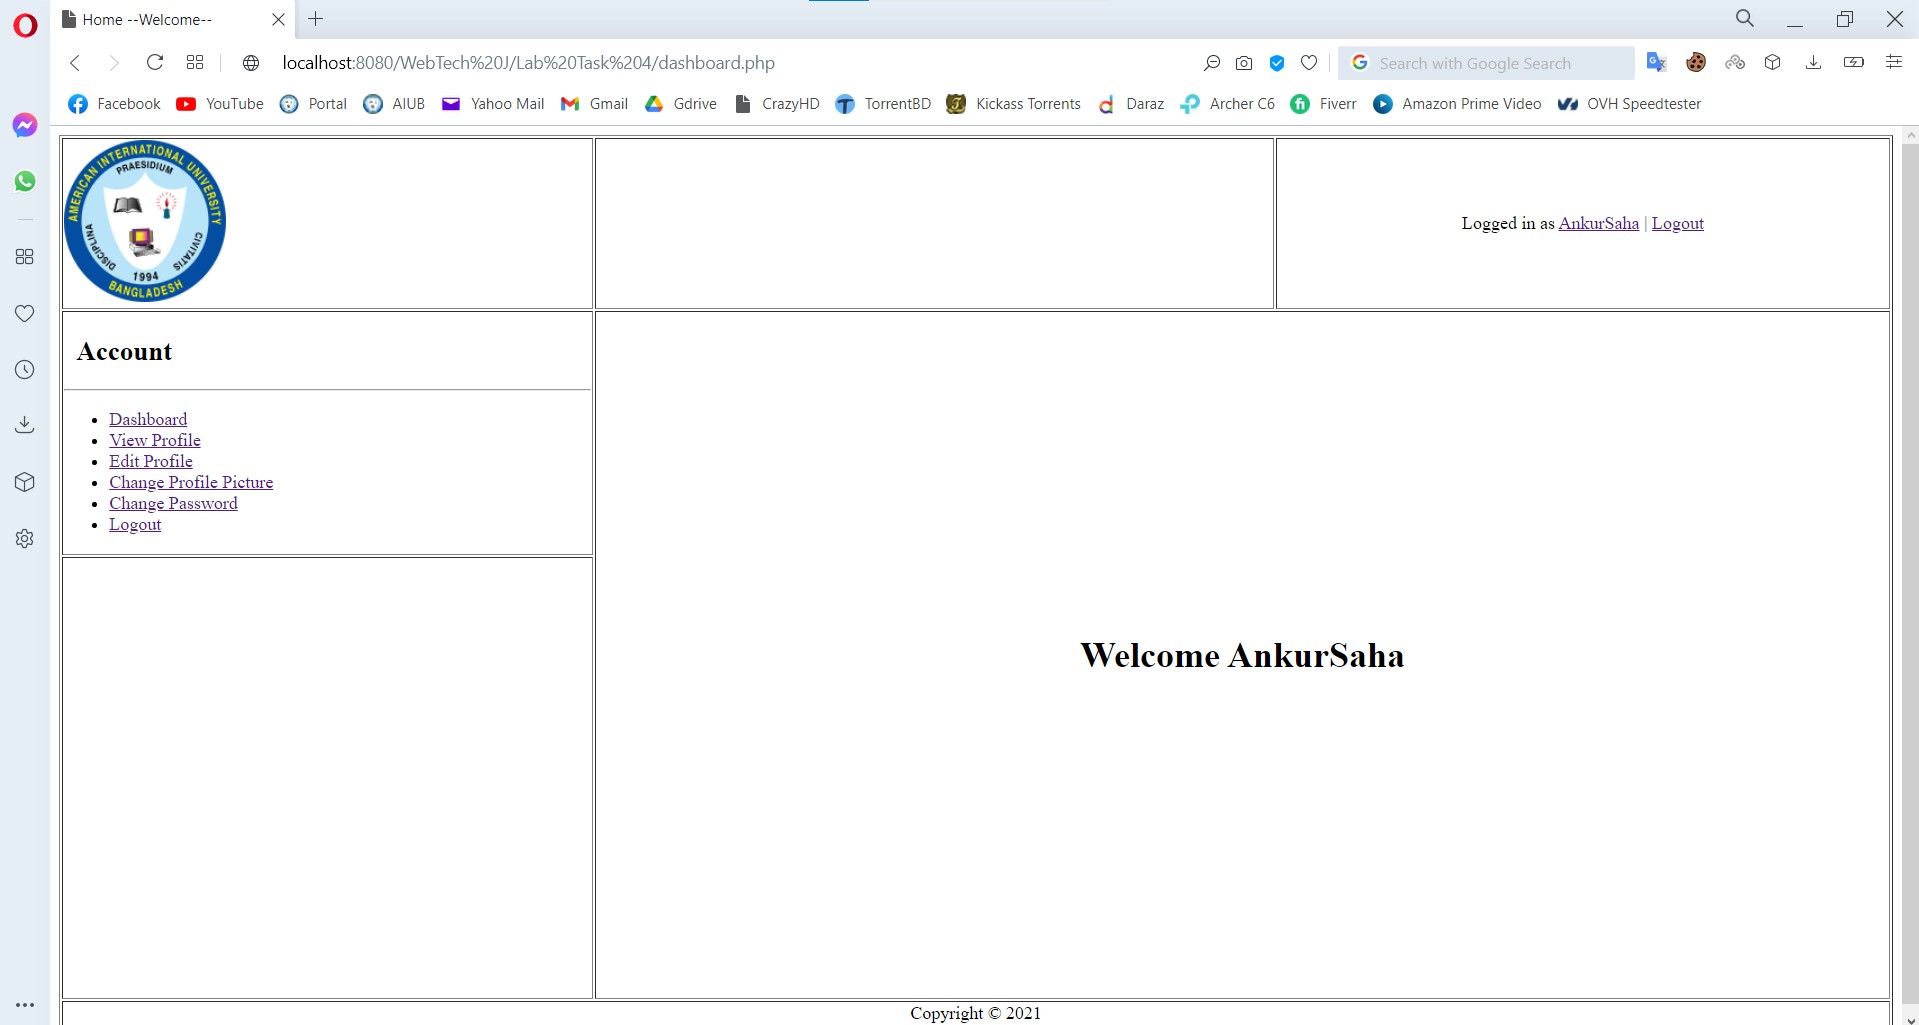 Home --Welcome--
localhost:8080/WebTech%20J/Lab%20Task%204/dashboard.php
Search with Google Search
Facebook YouTube Portal AIUB Yahoo Mail Gmail Gdrive CrazyHD TorrentBD Kickass Torrents Daraz Archer C6 Fiverr Amazon Prime Video OVH Speedtester
AMERICAN INTERNATIONAL UNIVERSITY
PRAESIDIUM
DISCIPLINA
CIVITATIS
1994
BANGLADESH
Logged in as AnkurSaha | Logout
Account
Dashboard
View Profile
Edit Profile
Change Profile Picture
Change Password
Logout
Welcome AnkurSaha
Copyright © 2021